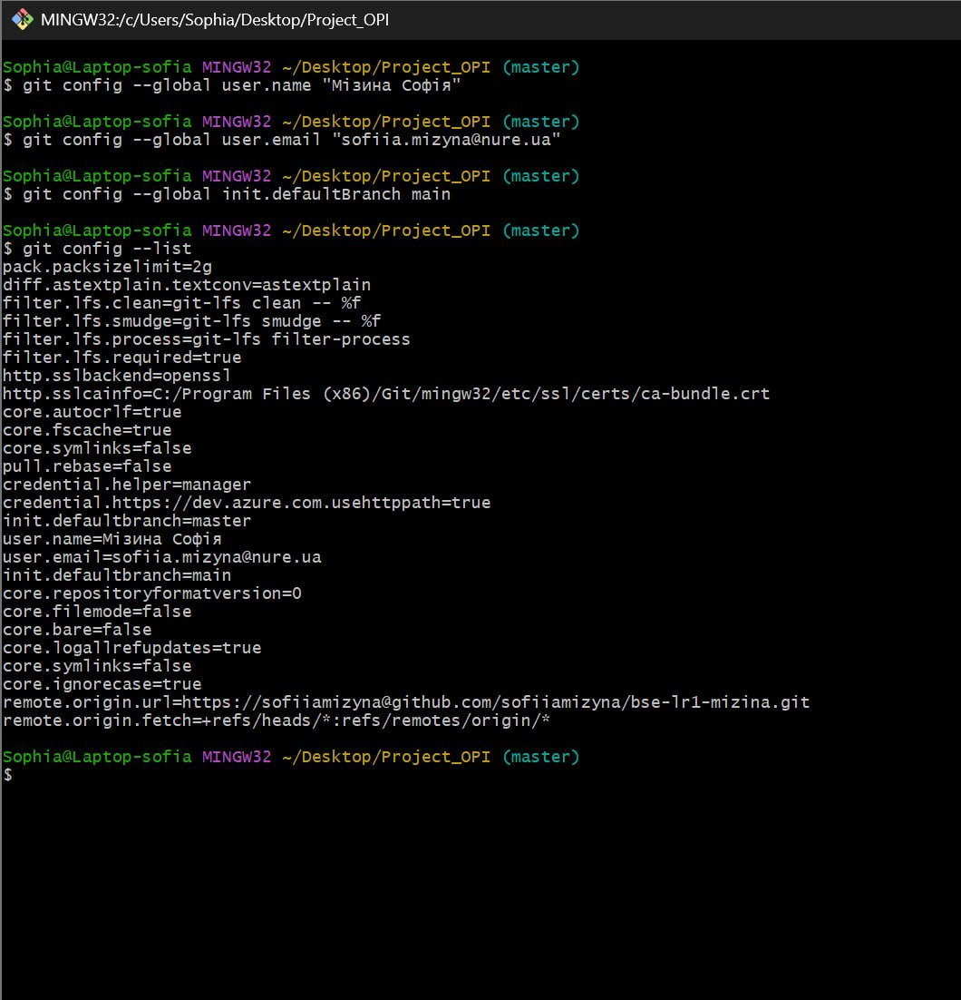 MINGW32:/c/Users/Sophia/Desktop/Project_OPI
Sophia@Laptop-sofia MINGW32 ~/Desktop/Project_OPI (master)
$ git config --global user.name "Мізина Софія"
Sophia@Laptop-sofia MINGW32 ~/Desktop/Project_OPI (master)
$ git config --global user.email "sofiia.mizyna@nure.ua"
Sophia@Laptop-sofia MINGW32 ~/Desktop/Project_OPI (master)
$ git config --global init.defaultBranch main
Sophia@Laptop-sofia MINGW32 ~/Desktop/Project_OPI (master)
$ git config --list
pack.packsizelimit=2g
diff.astextplain.textconv=astextplain
filter.lfs.clean=git-lfs clean -- %f
filter.lfs.smudge=git-lfs smudge -- %f
filter.lfs.process=git-lfs filter-process
filter.lfs.required=true
http.sslbackend=openssl
http.sslcainfo=C:/Program Files (x86)/Git/mingw32/etc/ssl/certs/ca-bundle.crt
core.autocrlf=true
core.fscache=true
core.symlinks=false
pull.rebase=false
credential.helper=manager
credential.https://dev.azure.com.usehttppath=true
init.defaultbranch=master
user.name=Мізина Софія
user.email=sofiia.mizyna@nure.ua
init.defaultbranch=main
core.repositoryformatversion=0
core.filemode=false
core.bare=false
core.logallrefupdates=true
core.symlinks=false
core.ignorecase=true
remote.origin.url=https://sofiiamizyna@github.com/sofiiamizyna/bse-lr1-mizina.git
remote.origin.fetch=+refs/heads/*:refs/remotes/origin/*
Sophia@Laptop-sofia MINGW32 ~/Desktop/Project_OPI (master)
$